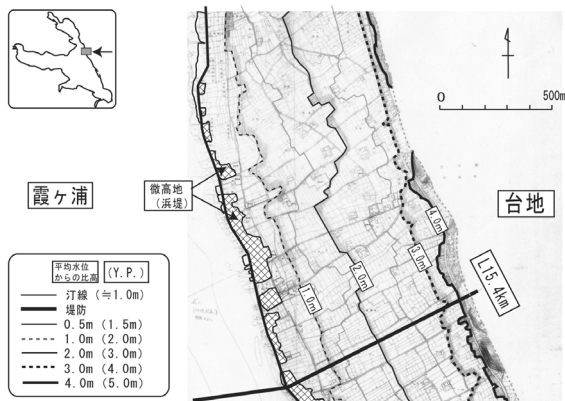 0
500m
霞ヶ浦
微高地
(浜堤)
台地
4.0m
3.0m
2.0m
1.0m
L15.4km
平均水位
からの比高
(Y.P.)
汀線 (≒1.0m)
堤防
0.5m (1.5m)
1.0m (2.0m)
2.0m (3.0m)
3.0m (4.0m)
4.0m (5.0m)